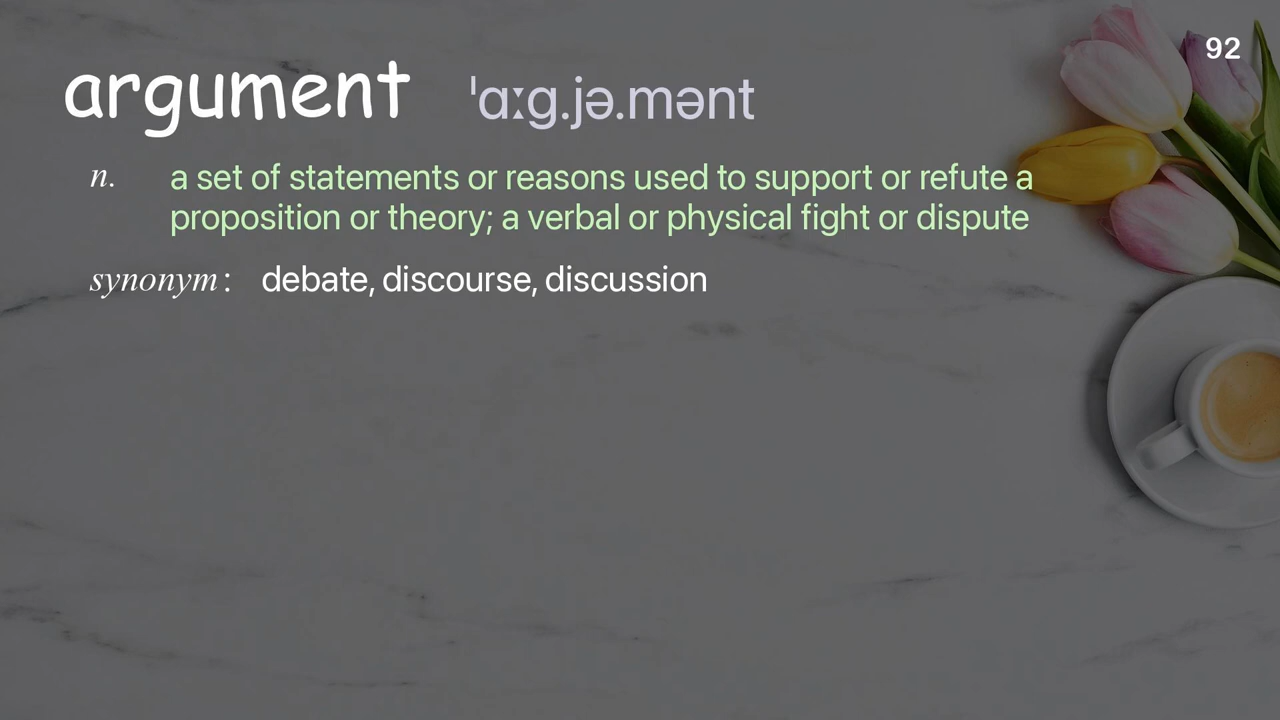 92
argument ˈɑːg.jə.mənt
n. a set of statements or reasons used to support or refute a
proposition or theory; a verbal or physical fight or dispute
synonym: debate, discourse, discussion